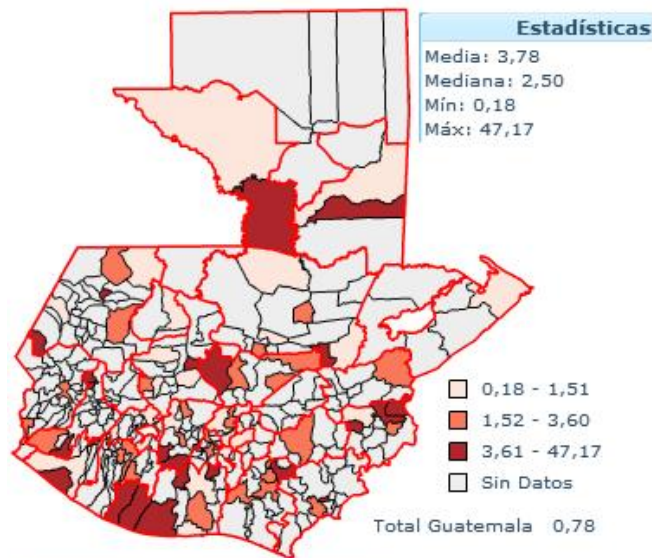 Estadísticas
Media: 3,78
Mediana: 2,50
Mín: 0,18
Máx: 47,17
0,18 - 1,51
1,52 - 3,60
3,61 - 47,17
Sin Datos
Total Guatemala 0,78